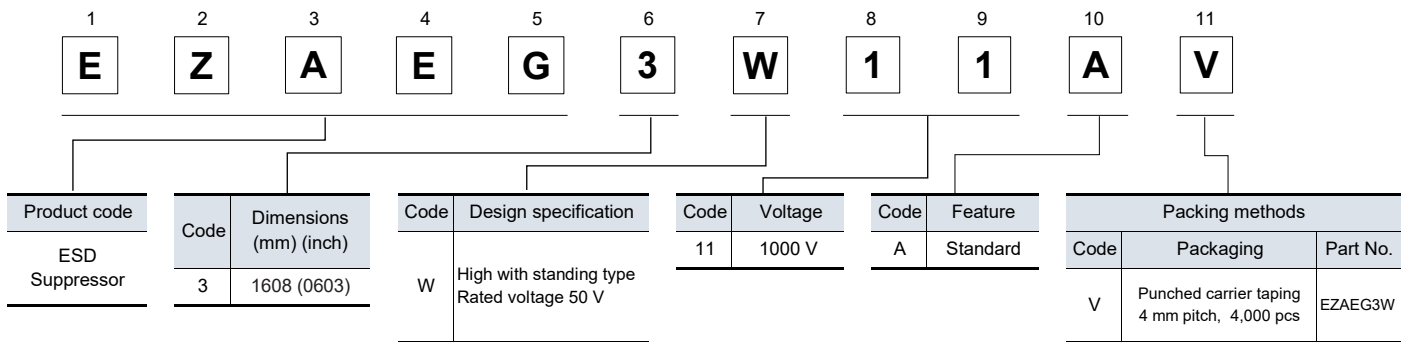 1 2 3 4 5 6 7 8 9 10 11
E Z A E G 3 W 1 1 A V
Product code
ESD
Suppressor
Code Dimensions
(mm) (inch)
3 1608 (0603)
Code Design specification
W High with standing type
Rated voltage 50 V
Code Voltage
11 1000 V
Code Feature
A Standard
Packing methods
Code Packaging Part No.
V Punched carrier taping
4 mm pitch, 4,000 pcs
EZAEG3W